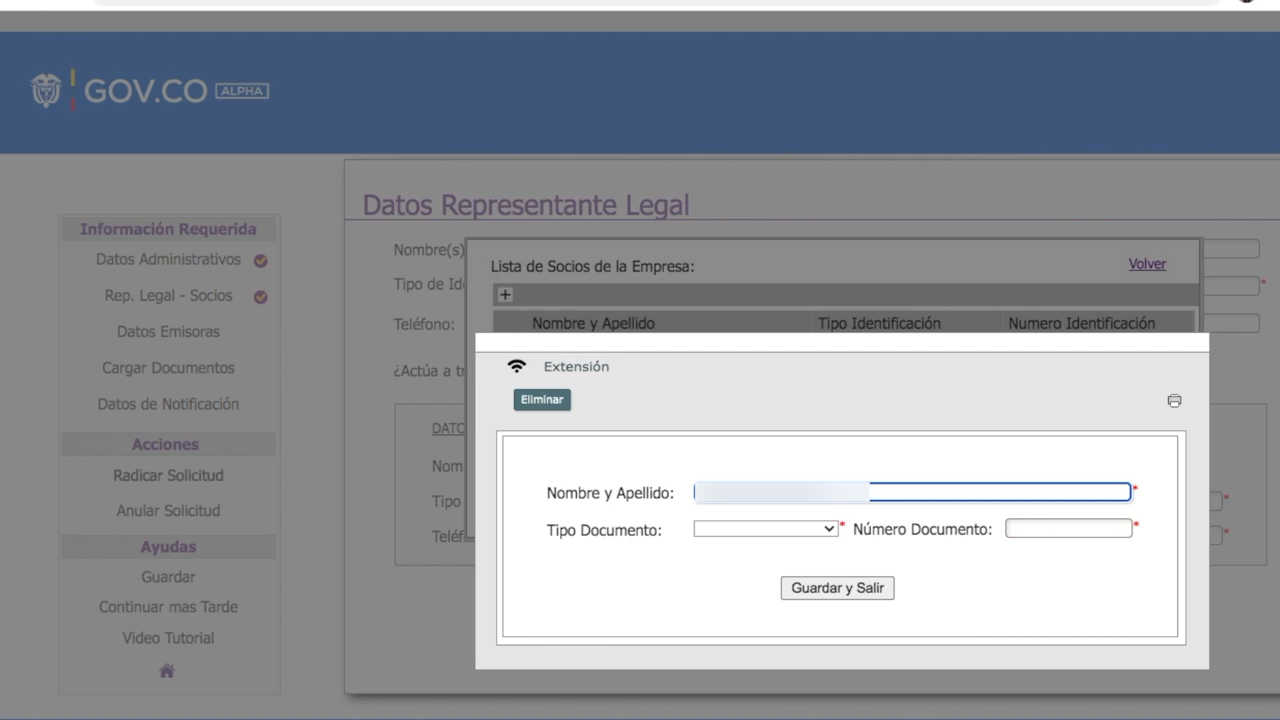 GOV.CO ALPHA
Información Requerida
Datos Administrativos
Rep. Legal - Socios
Datos Emisoras
Cargar Documentos
Datos de Notificación
Acciones
Radicar Solicitud
Anular Solicitud
Ayudas
Guardar
Continuar mas Tarde
Video Tutorial
Datos Representante Legal
Nombre(s)
Tipo de Id
*
Teléfono:
¿Actúa a tr
DATO
Nom
Tipo
*
Teléf
*
Lista de Socios de la Empresa:
Volver
+
Nombre y Apellido Tipo Identificación Numero Identificación
Extensión
Eliminar
Nombre y Apellido: *
Tipo Documento: * Número Documento: *
Guardar y Salir